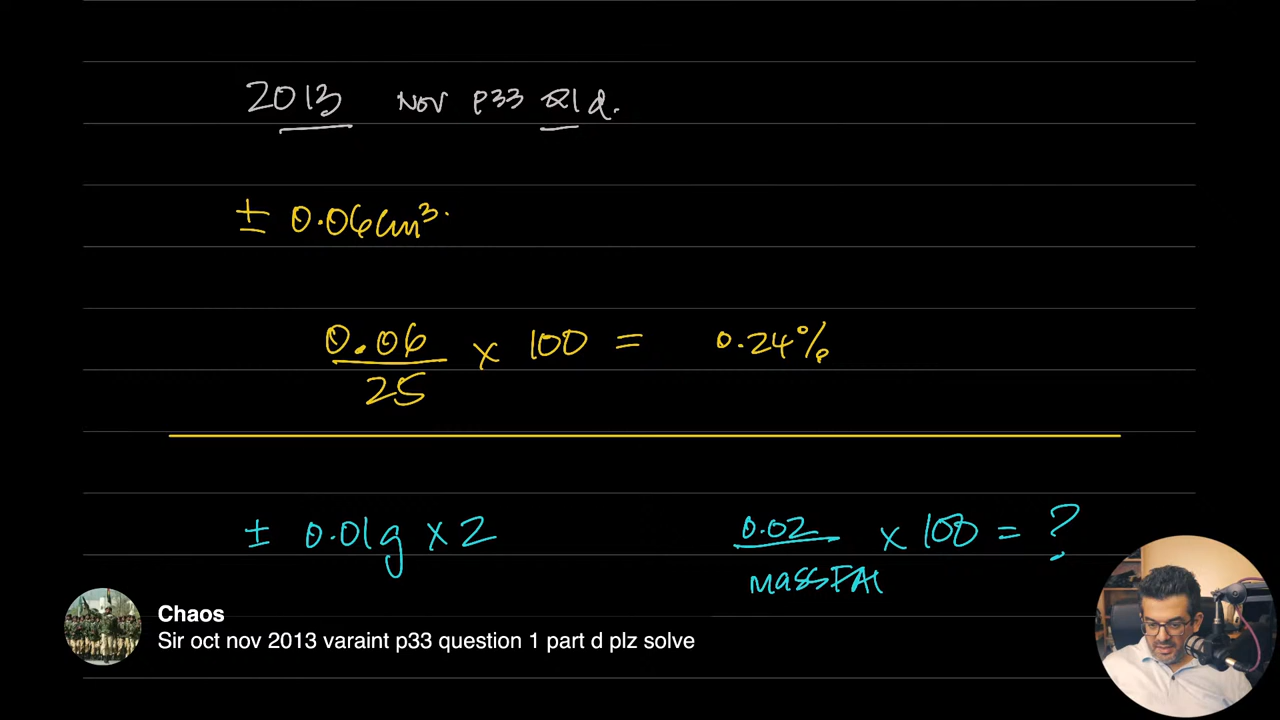 2013 Nov P33 Q1 d.
± 0.06cm³.
0.06
25
× 100 = 0.24%
± 0.01g × 2
0.02
mass FA1
× 100 = ?
Chaos
Sir oct nov 2013 varaint p33 question 1 part d plz solve